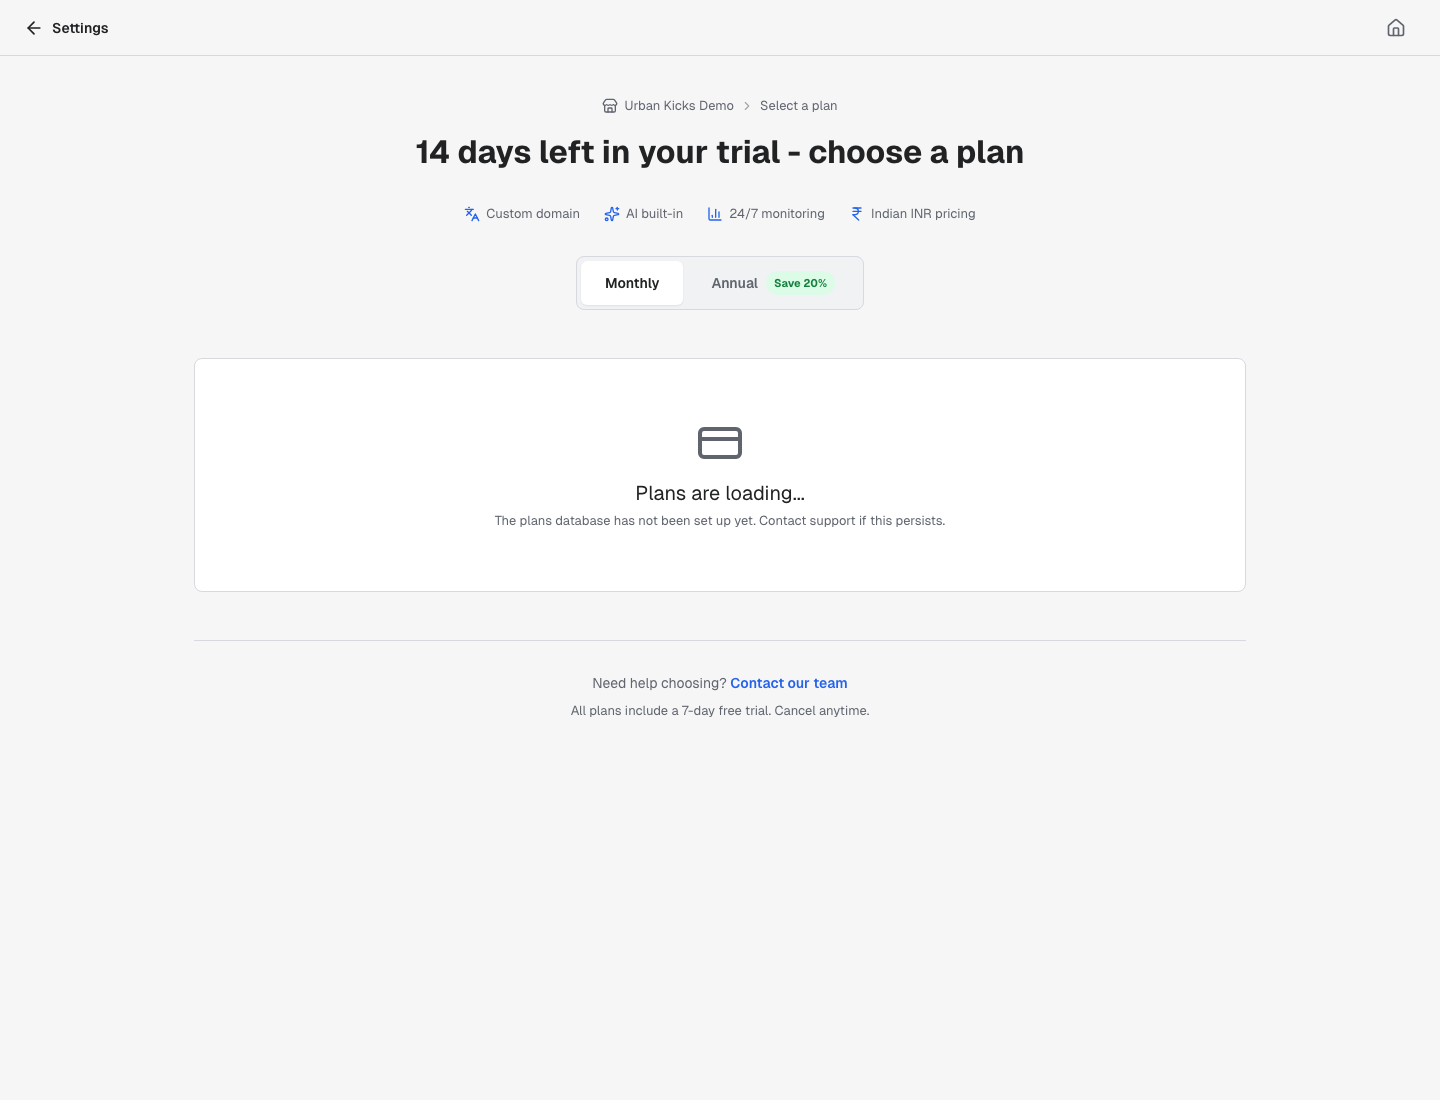 Settings
Urban Kicks Demo > Select a plan
14 days left in your trial - choose a plan
Custom domain AI built-in 24/7 monitoring Indian INR pricing
Monthly Annual Save 20%
Plans are loading...
The plans database has not been set up yet. Contact support if this persists.
Need help choosing? Contact our team
All plans include a 7-day free trial. Cancel anytime.